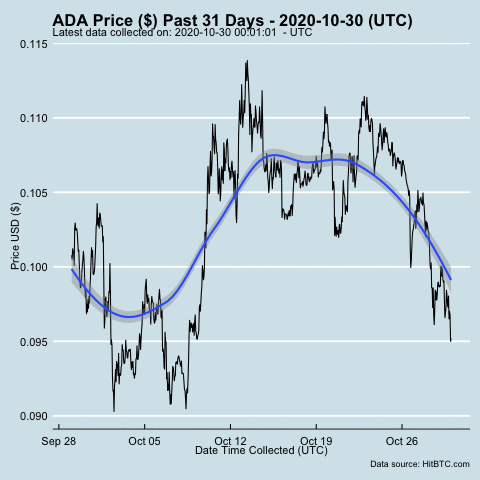 ADA Price ($) Past 31 Days - 2020-10-30 (UTC)
Latest data collected on: 2020-10-30 00:01:01 - UTC
0.115
0.110
0.105
0.100
0.095
0.090
Price USD ($)
Sep 28 Oct 05 Oct 12 Oct 19 Oct 26
Date Time Collected (UTC)
Data source: HitBTC.com